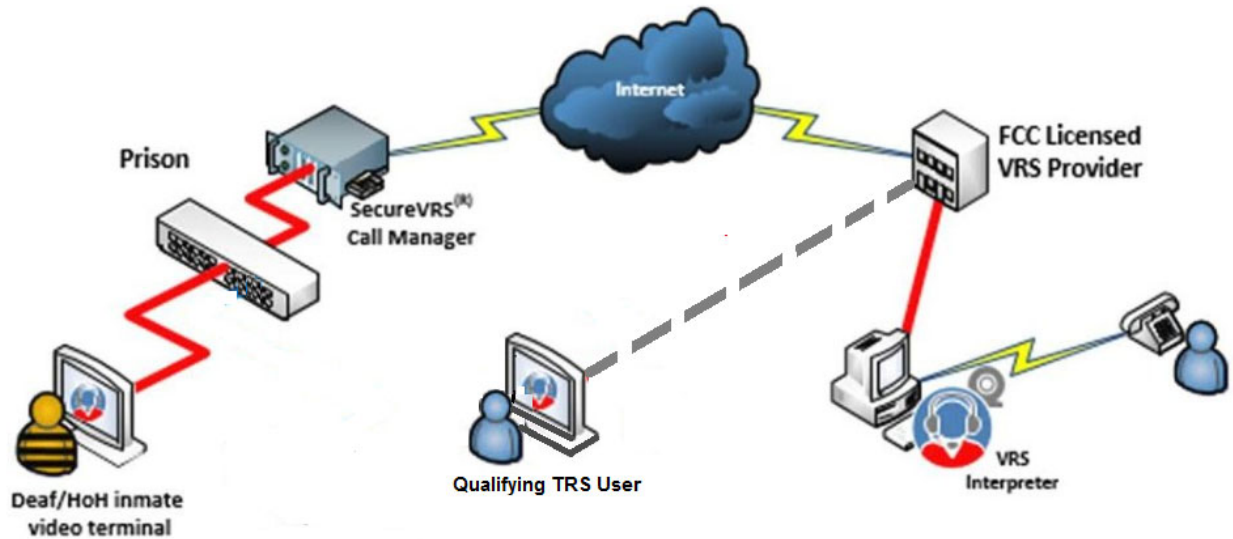 Internet
Prison
FCC Licensed
VRS Provider
SecureVRS(R)
Call Manager
Qualifying TRS User
VRS
Interpreter
Deaf/HoH inmate
video terminal